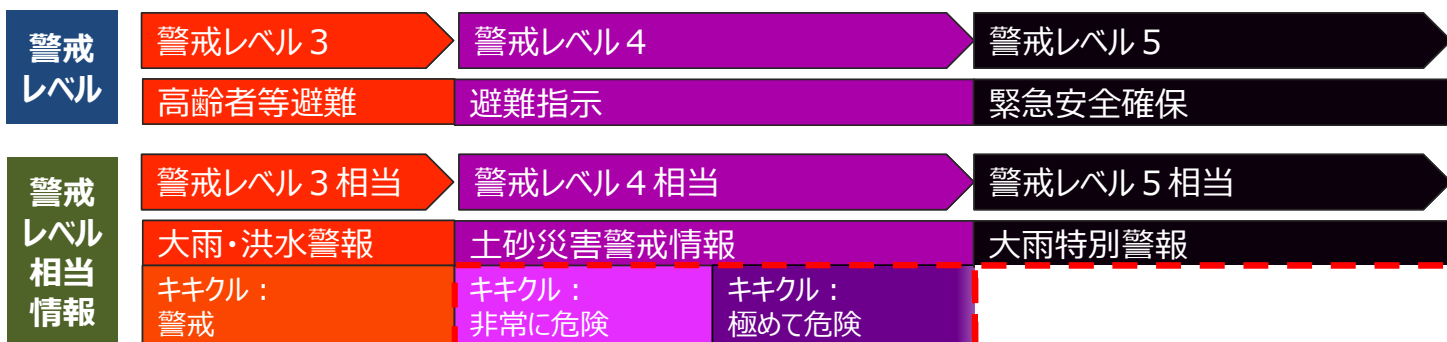 警戒
レベル
警戒レベル３
警戒レベル４
警戒レベル５
高齢者等避難
避難指示
緊急安全確保
警戒
レベル
相当
情報
警戒レベル３相当
警戒レベル４相当
警戒レベル５相当
大雨・洪水警報
土砂災害警戒情報
大雨特別警報
キキクル：
警戒
キキクル：
非常に危険
キキクル：
極めて危険